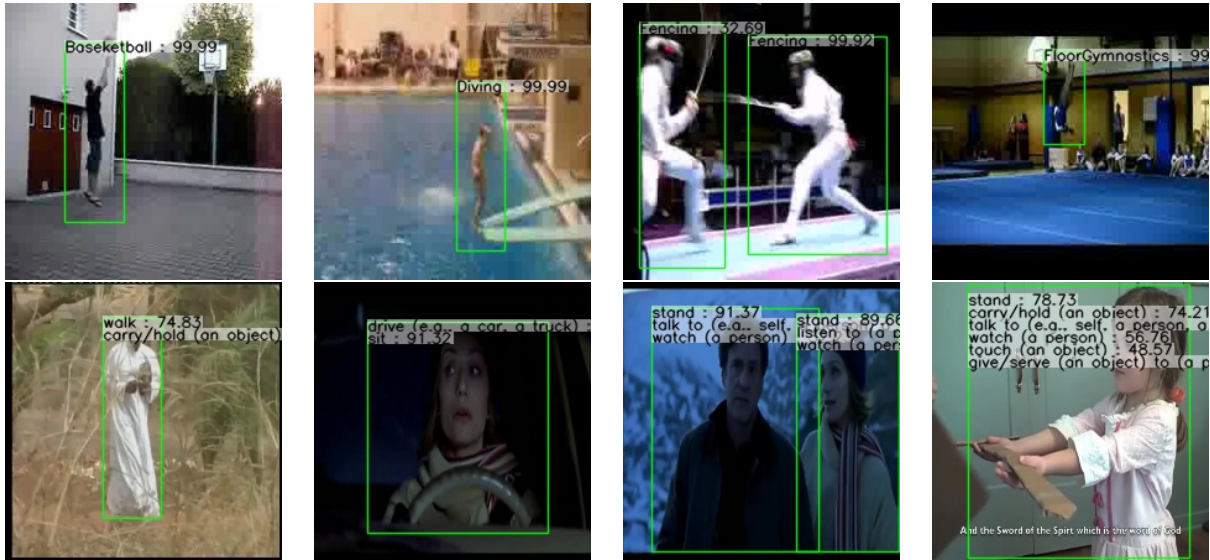 Baseketball : 99.99
Diving : 99.99
Fencing : 32.69
Fencing : 99.92
FloorGymnastics : 99
walk : 74.83
carry/hold (an object)
drive (e.g., a car, a truck) :
sit : 91.32
stand : 91.37
talk to (e.g., self,
watch (a person)
stand : 89.66
listen to (a p
watch (a pers
stand : 78.73
carry/hold (an object) : 74.21
talk to (e.g., self, a person, a
watch (a person) : 56.76
touch (an object) : 48.57
give/serve (an object) to (a p
And the Sword of the Spirt which is the word of God